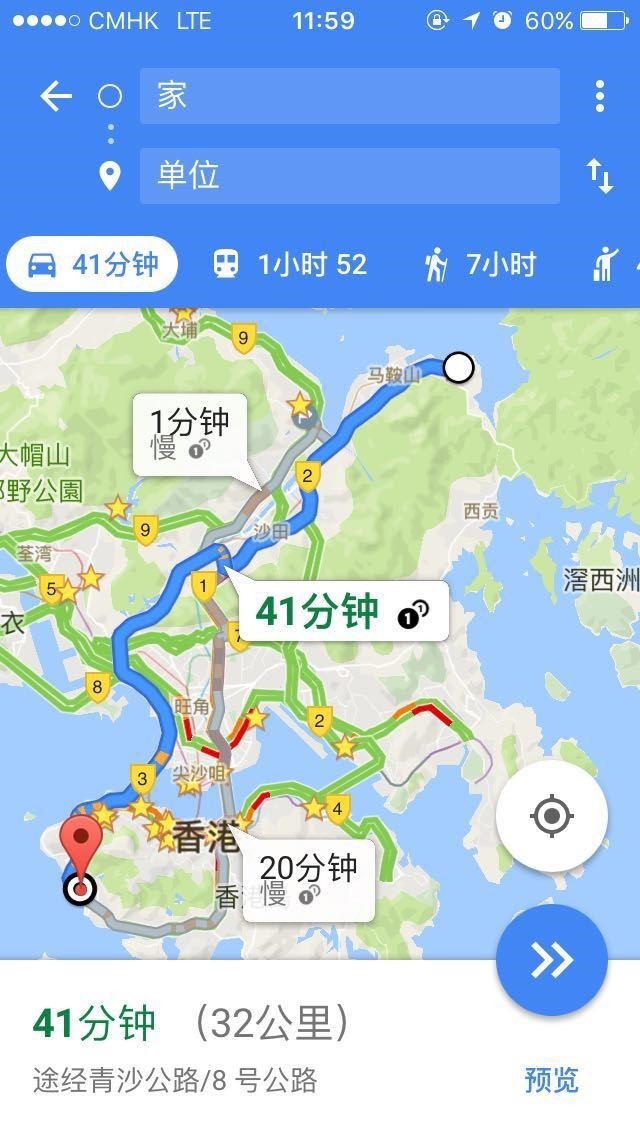 CMHK LTE 11:59 60%
家
单位
41分钟 1小时 52 7小时
大埔
9
马鞍山
1分钟
慢
2
大帽山
郊野公園
9
沙田
西贡
荃湾
5
1
41分钟
滘西洲
衣
7
8
旺角
2
3
尖沙咀
4
香港
20分钟
慢
香港
41分钟 (32公里)
途经青沙公路/8 号公路
预览